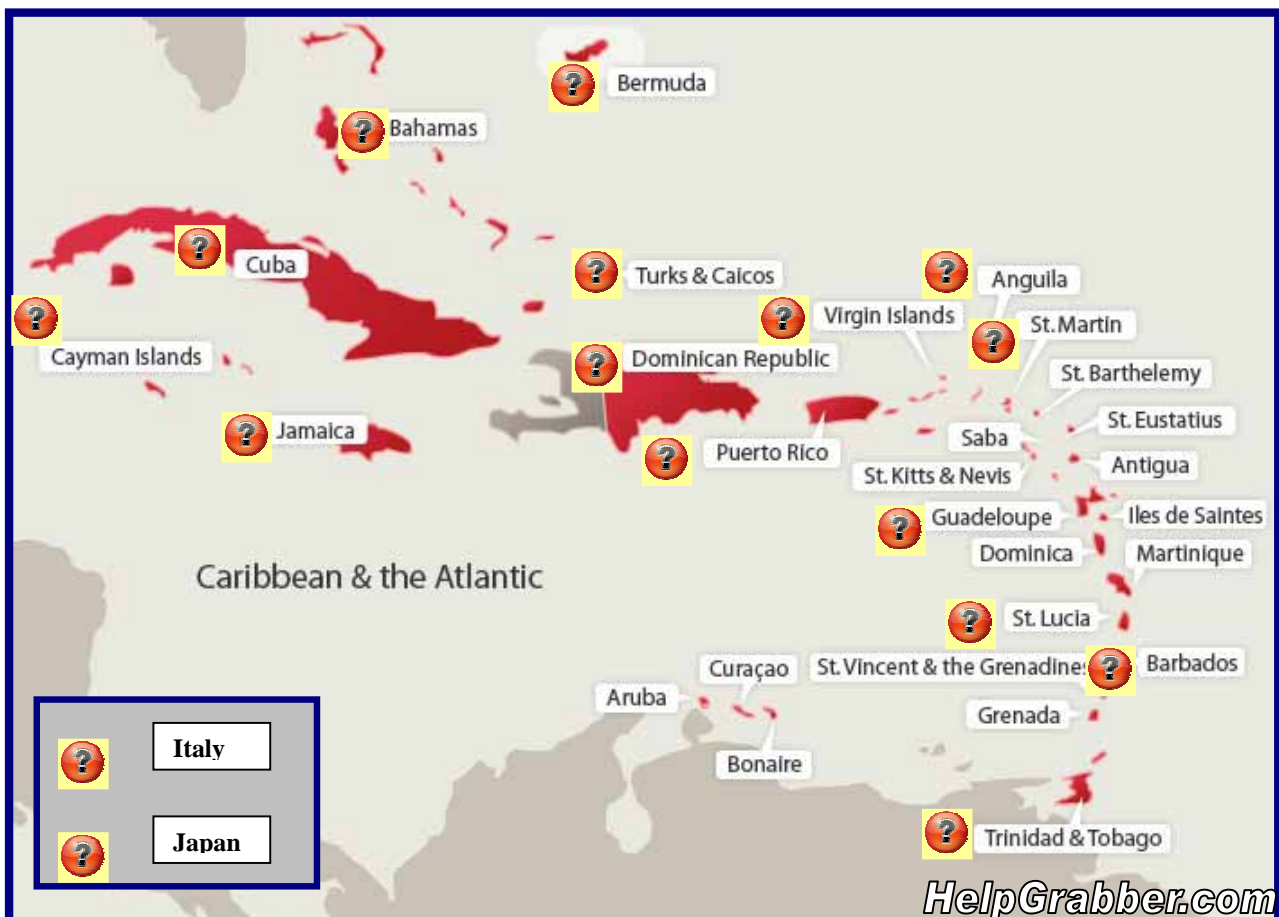 Bermuda
Bahamas
Cuba
Turks & Caicos
Anguila
Virgin Islands
St. Martin
Cayman Islands
Dominican Republic
St. Barthelemy
Jamaica
St. Eustatius
Saba
Puerto Rico
Antigua
St. Kitts & Nevis
Guadeloupe
Iles de Saintes
Dominica
Martinique
Caribbean & the Atlantic
St. Lucia
Curaçao
St. Vincent & the Grenadines
Barbados
Aruba
Grenada
Italy
Bonaire
Japan
Trinidad & Tobago
HelpGrabber.com